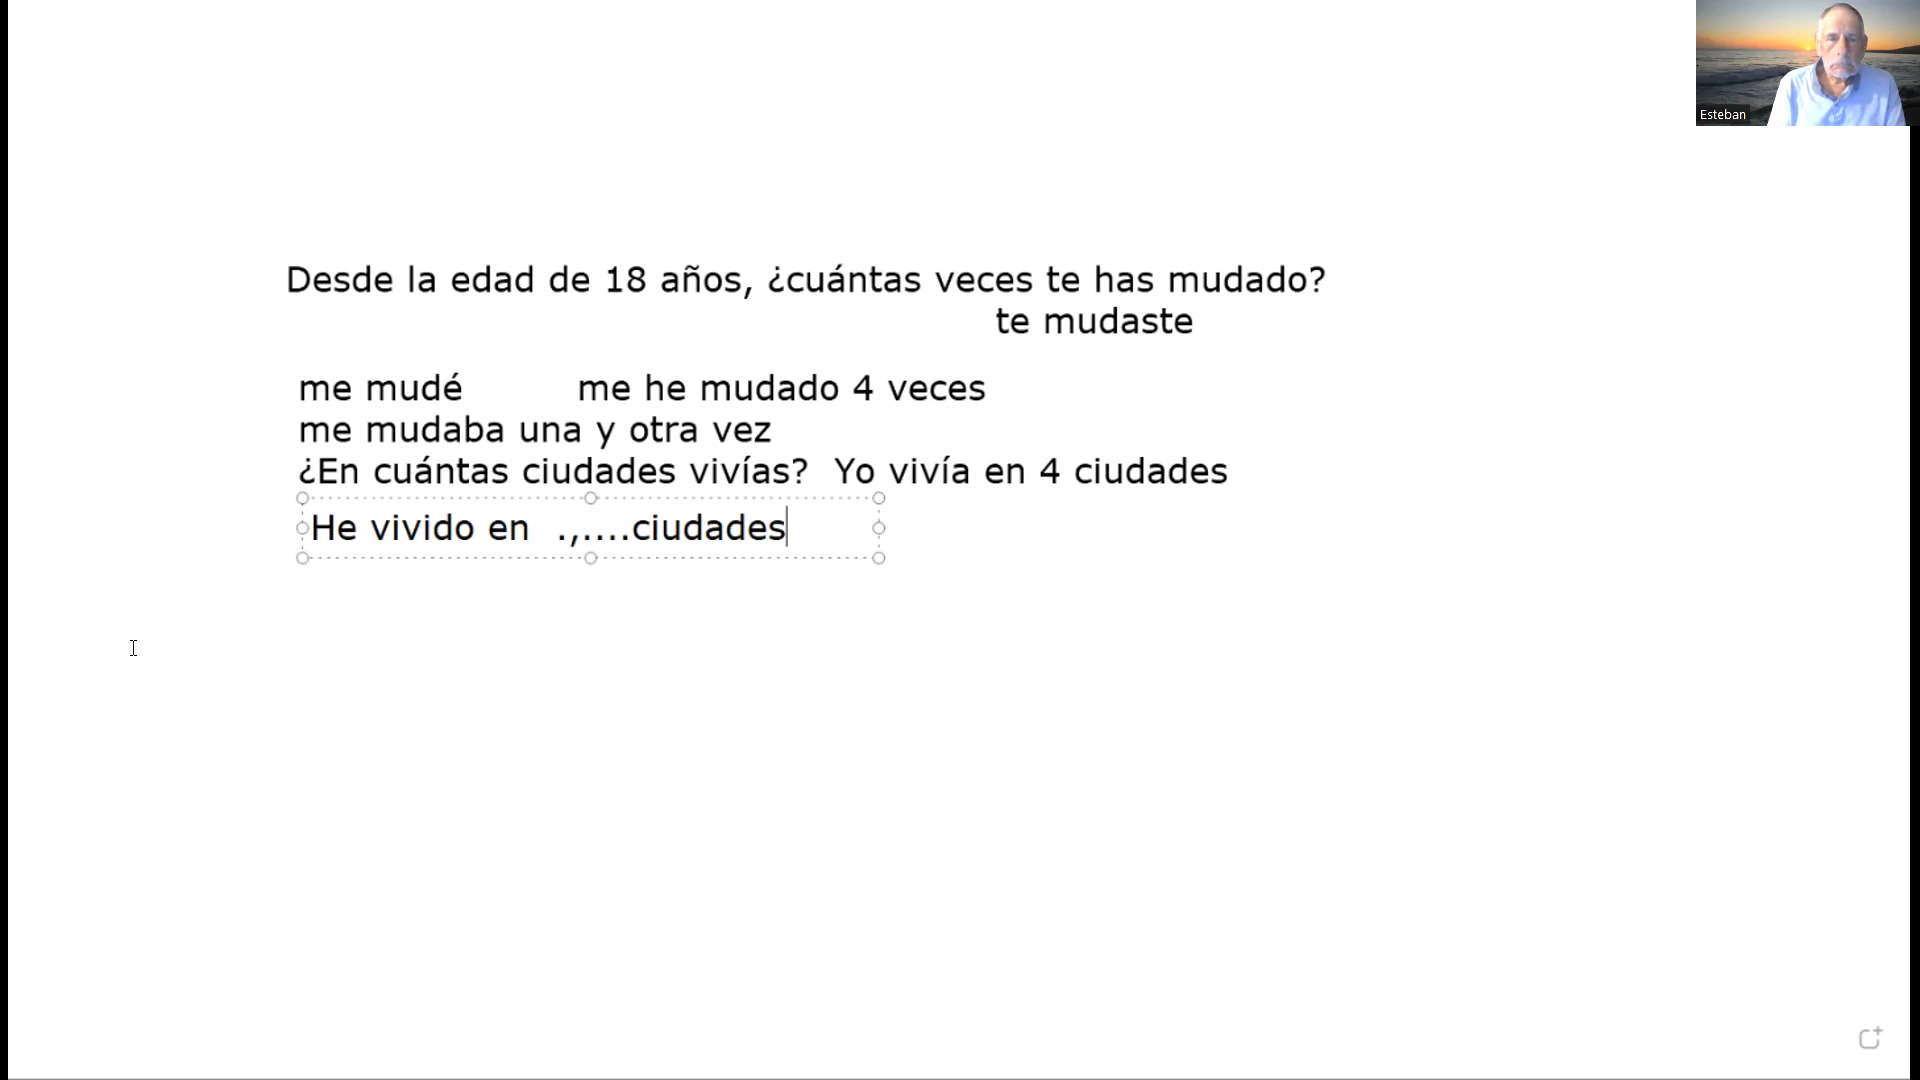 Esteban
Desde la edad de 18 años, ¿cuántas veces te has mudado?
te mudaste
me mudé me he mudado 4 veces
me mudaba una y otra vez
¿En cuántas ciudades vivías? Yo vivía en 4 ciudades
He vivido en .,....ciudades